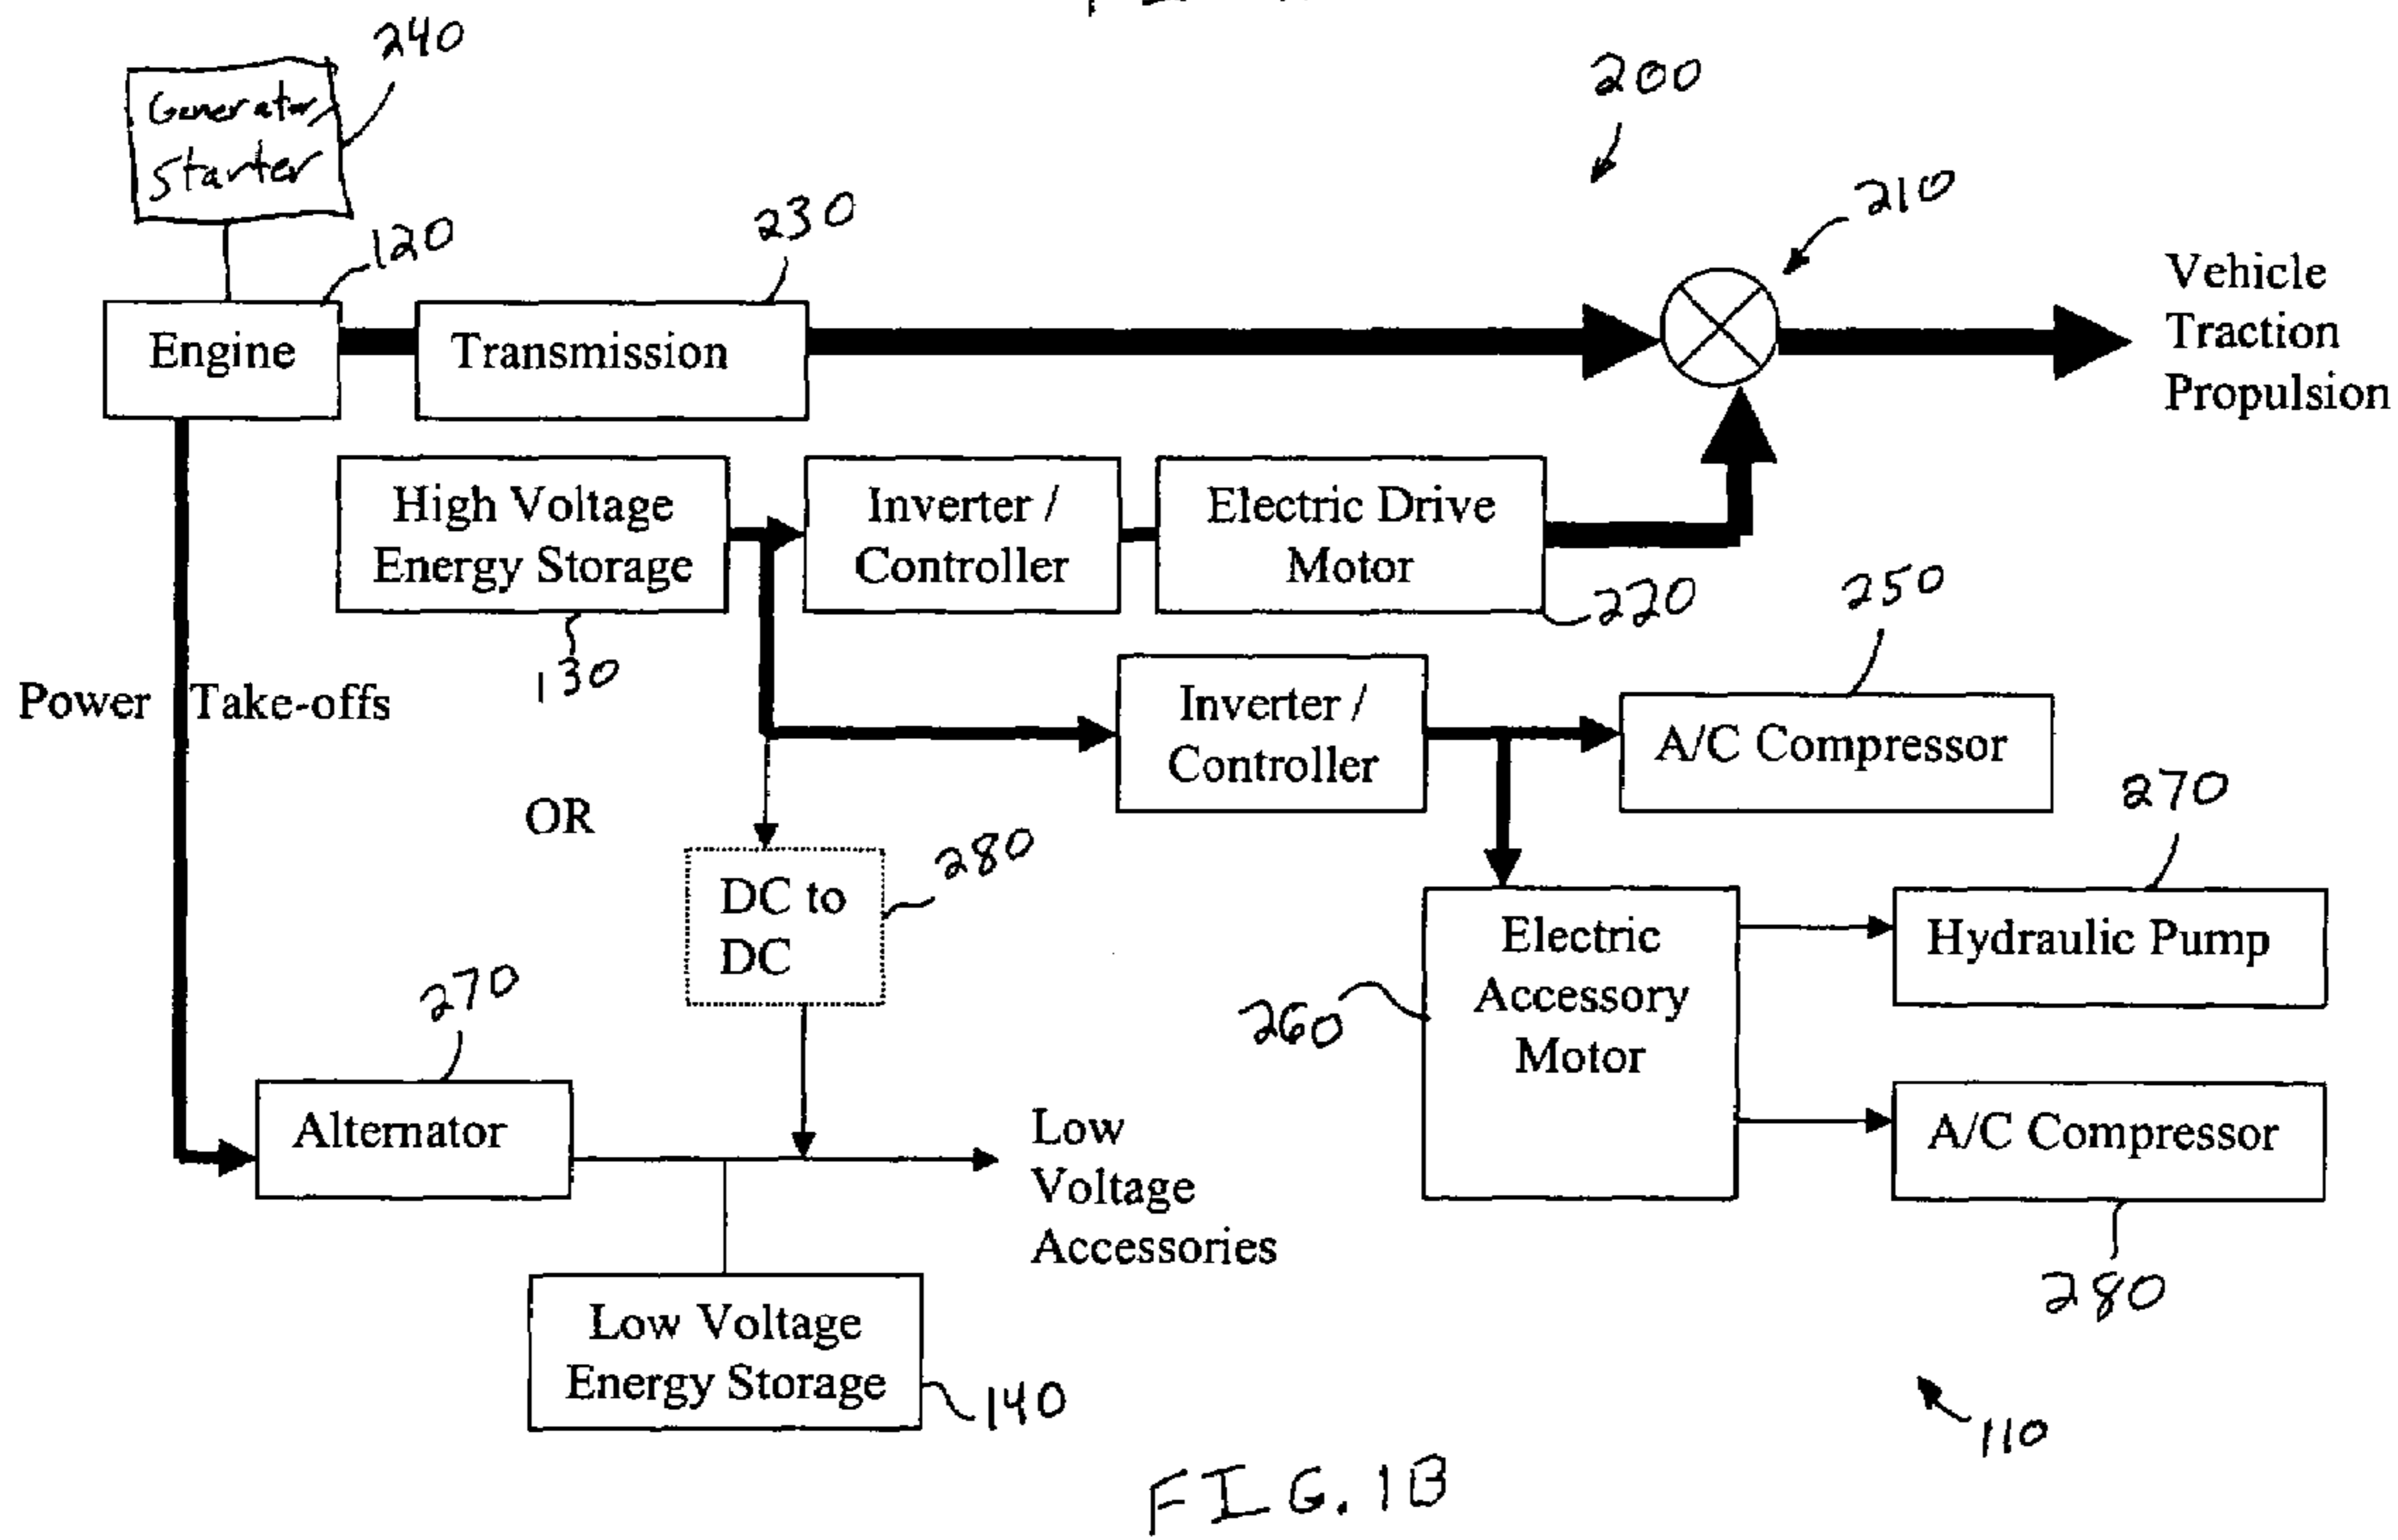 240
Generator/
Starter
200
210
120
230
Vehicle
Traction
Propulsion
Engine
Transmission
High Voltage
Energy Storage
Inverter /
Controller
Electric Drive
Motor
220
130
250
Power Take-offs
Inverter /
Controller
A/C Compressor
OR
270
280
DC to
DC
Electric
Accessory
Motor
Hydraulic Pump
260
270
Alternator
Low
Voltage
Accessories
A/C Compressor
280
Low Voltage
Energy Storage
140
110
FIG. 1B